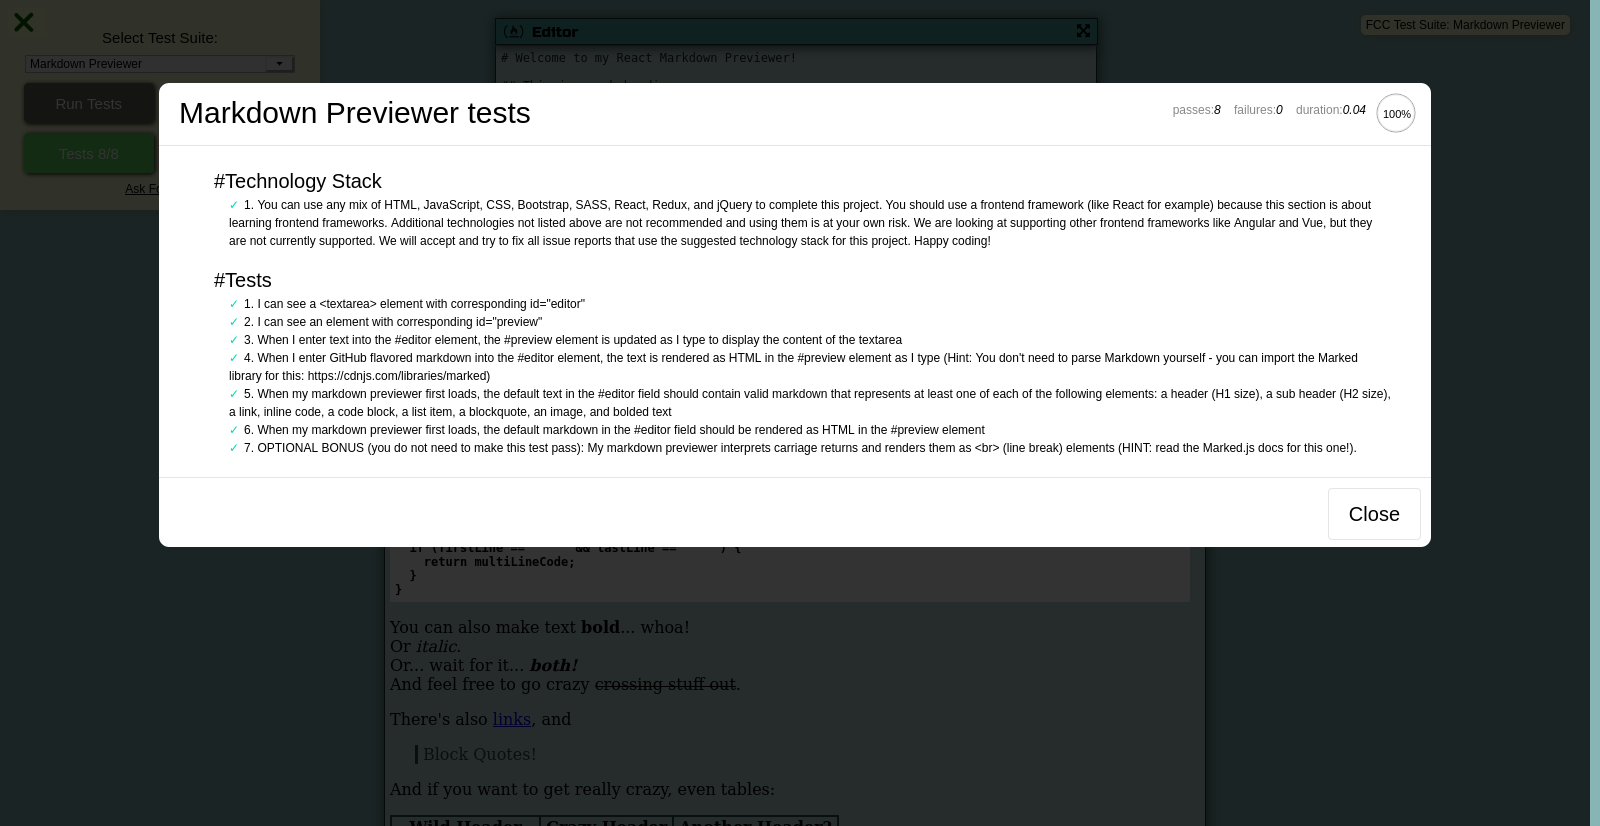 Select Test Suite:
Markdown Previewer
Run Tests
Tests 8/8
Ask Fo
Editor
# Welcome to my React Markdown Previewer!
FCC Test Suite: Markdown Previewer
Markdown Previewer tests
passes:8 failures:0 duration:0.04 100%
#Technology Stack
✓ 1. You can use any mix of HTML, JavaScript, CSS, Bootstrap, SASS, React, Redux, and jQuery to complete this project. You should use a frontend framework (like React for example) because this section is about
learning frontend frameworks. Additional technologies not listed above are not recommended and using them is at your own risk. We are looking at supporting other frontend frameworks like Angular and Vue, but they
are not currently supported. We will accept and try to fix all issue reports that use the suggested technology stack for this project. Happy coding!
#Tests
✓ 1. I can see a <textarea> element with corresponding id="editor"
✓ 2. I can see an element with corresponding id="preview"
✓ 3. When I enter text into the #editor element, the #preview element is updated as I type to display the content of the textarea
✓ 4. When I enter GitHub flavored markdown into the #editor element, the text is rendered as HTML in the #preview element as I type (Hint: You don't need to parse Markdown yourself - you can import the Marked
library for this: https://cdnjs.com/libraries/marked)
✓ 5. When my markdown previewer first loads, the default text in the #editor field should contain valid markdown that represents at least one of each of the following elements: a header (H1 size), a sub header (H2 size),
a link, inline code, a code block, a list item, a blockquote, an image, and bolded text
✓ 6. When my markdown previewer first loads, the default markdown in the #editor field should be rendered as HTML in the #preview element
✓ 7. OPTIONAL BONUS (you do not need to make this test pass): My markdown previewer interprets carriage returns and renders them as <br> (line break) elements (HINT: read the Marked.js docs for this one!).
Close
return multiLineCode;
}
}
You can also make text bold... whoa!
Or italic.
Or... wait for it... both!
And feel free to go crazy crossing stuff out.
There's also links, and
Block Quotes!
And if you want to get really crazy, even tables:
Wild Header Crazy Header Another Header?